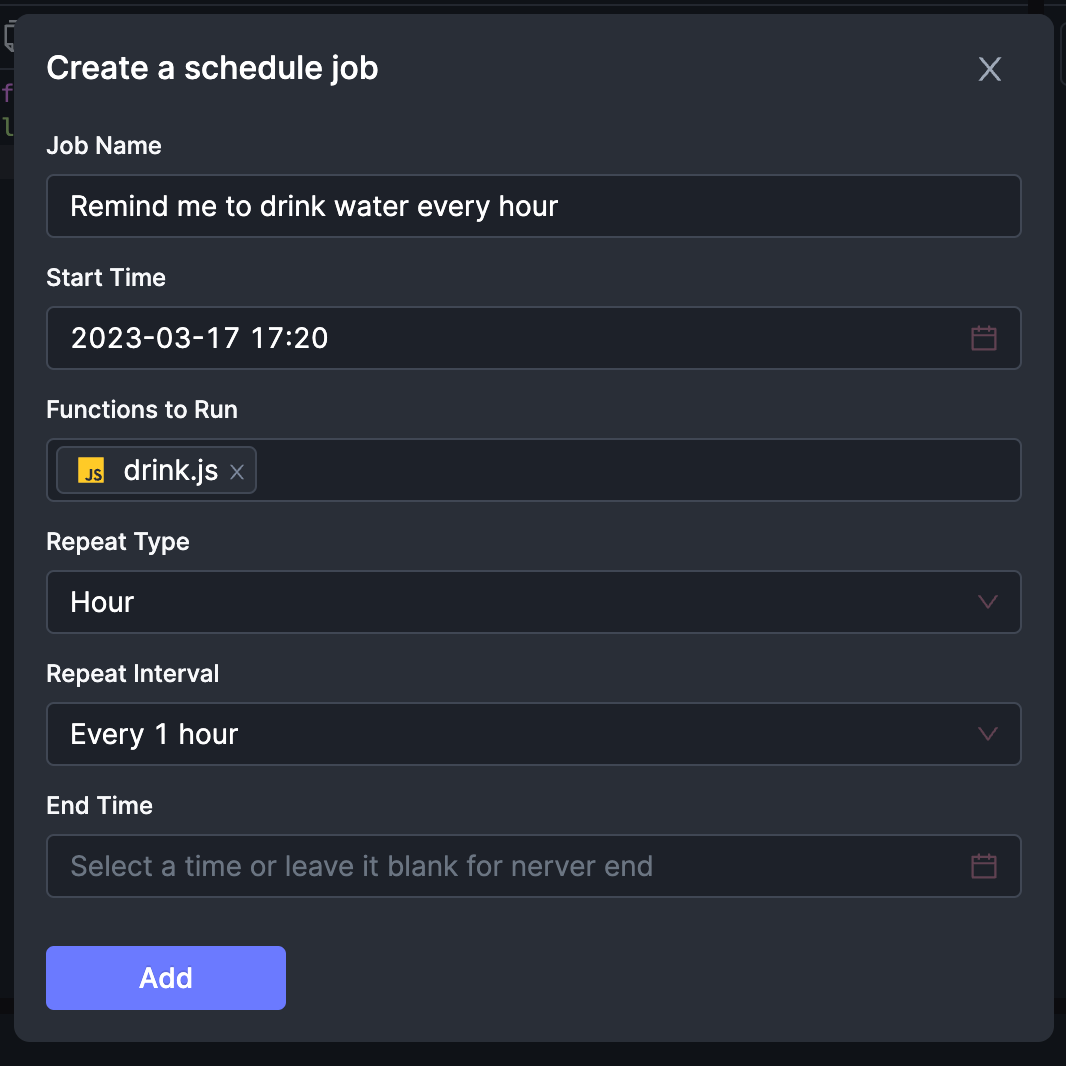 Create a schedule job
Job Name
Remind me to drink water every hour
Start Time
2023-03-17 17:20
Functions to Run
JS drink.js
Repeat Type
Hour
Repeat Interval
Every 1 hour
End Time
Select a time or leave it blank for nerver end
Add